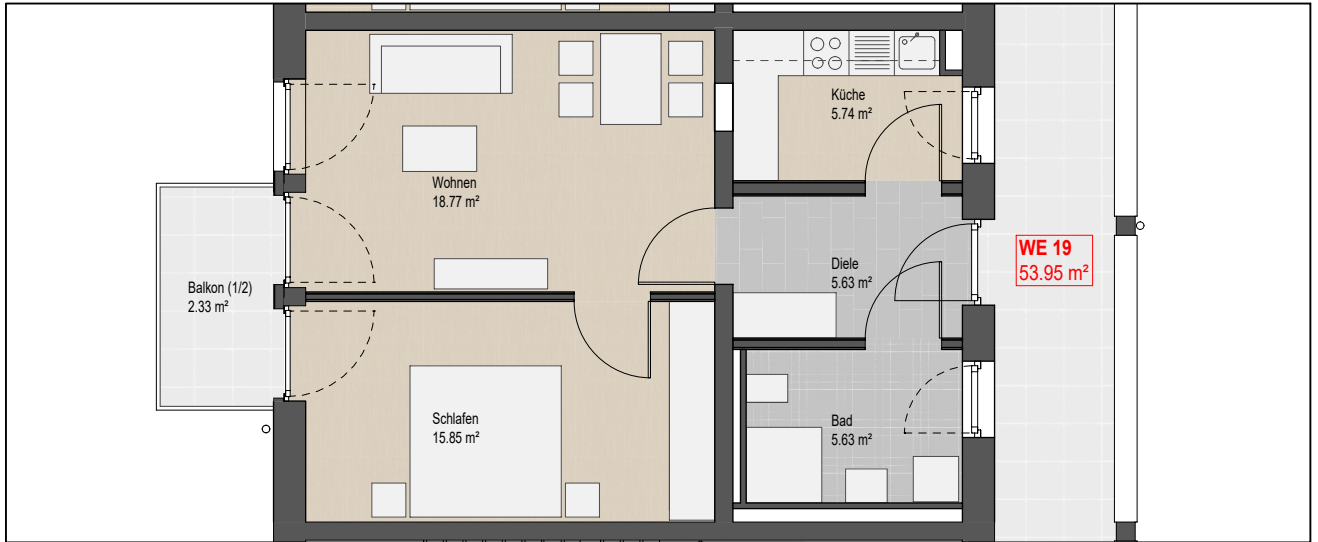 Küche
5.74 m²
Wohnen
18.77 m²
WE 19
53.95 m²
Diele
5.63 m²
Balkon (1/2)
2.33 m²
Schlafen
15.85 m²
Bad
5.63 m²